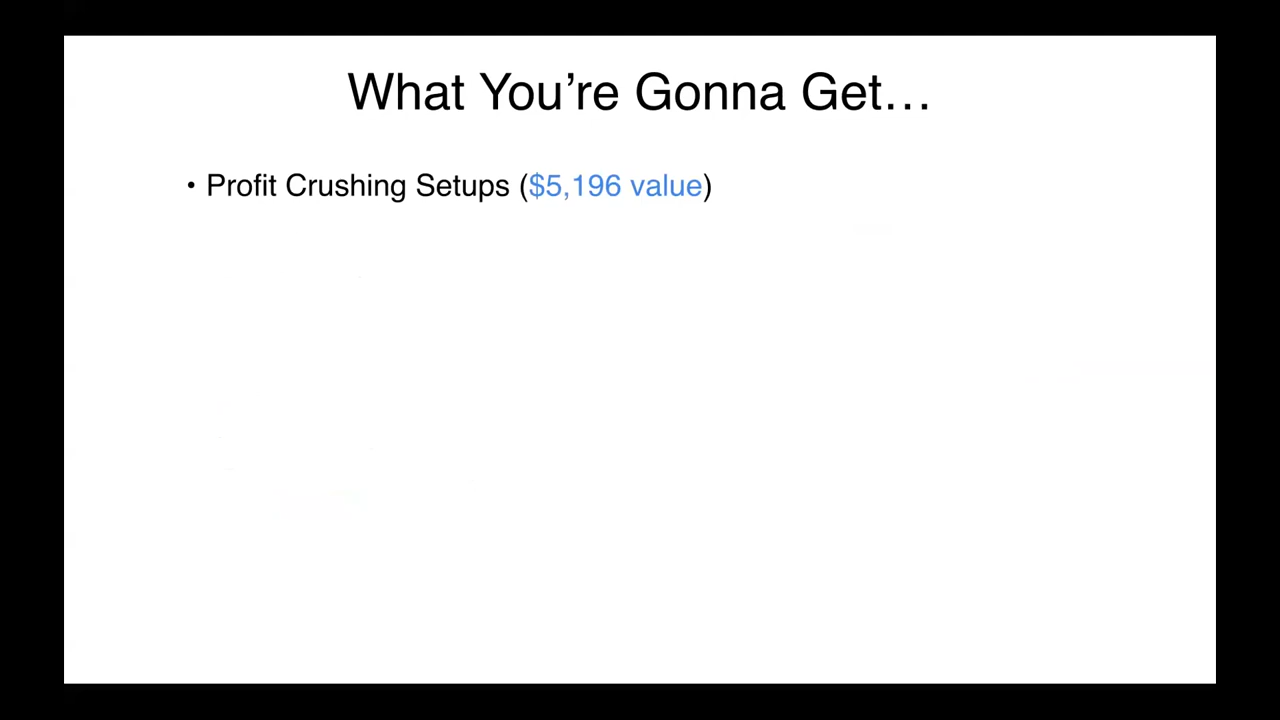 What You’re Gonna Get…
• Profit Crushing Setups ($5,196 value)